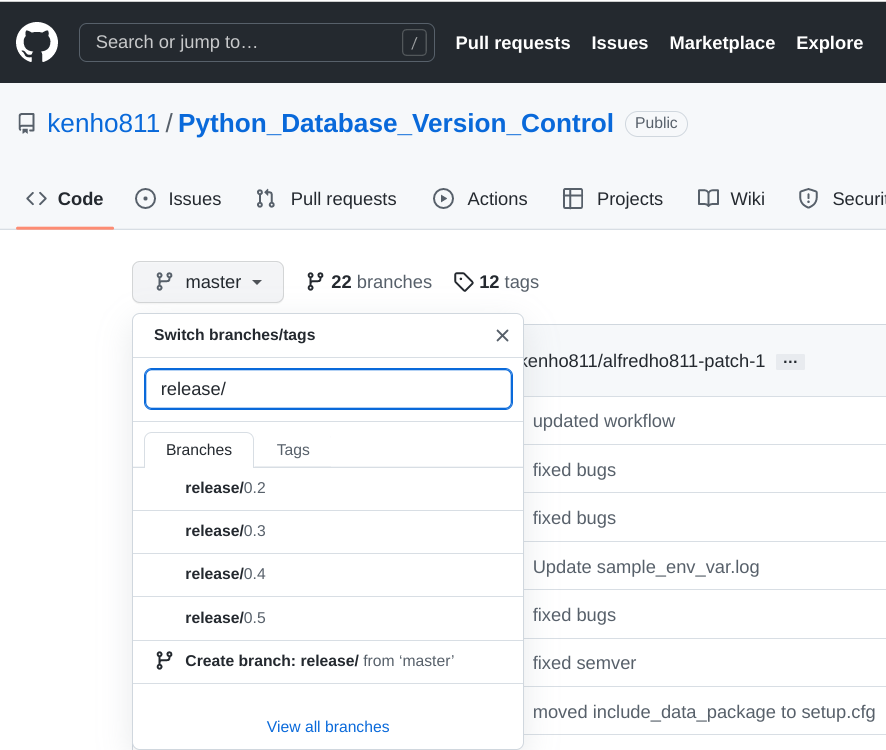 Search or jump to… /
Pull requests Issues Marketplace Explore
kenho811 / Python_Database_Version_Control Public
Code Issues Pull requests Actions Projects Wiki Securit
master 22 branches 12 tags
Switch branches/tags
kenho811/alfredho811-patch-1 …
release/
updated workflow
Branches Tags
fixed bugs
release/0.2
release/0.3
fixed bugs
release/0.4
Update sample_env_var.log
release/0.5
fixed bugs
Create branch: release/ from ‘master’
fixed semver
moved include_data_package to setup.cfg
View all branches